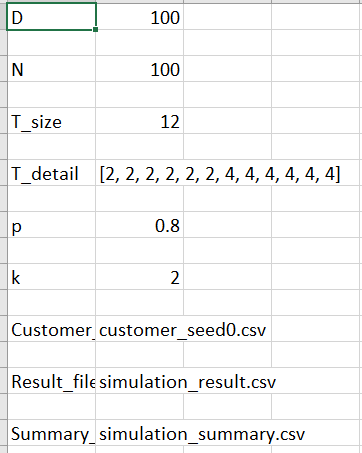 D 100
N 100
T_size 12
T_detail [2, 2, 2, 2, 2, 2, 4, 4, 4, 4, 4, 4]
p 0.8
k 2
Customer_ customer_seed0.csv
Result_file simulation_result.csv
Summary_ simulation_summary.csv